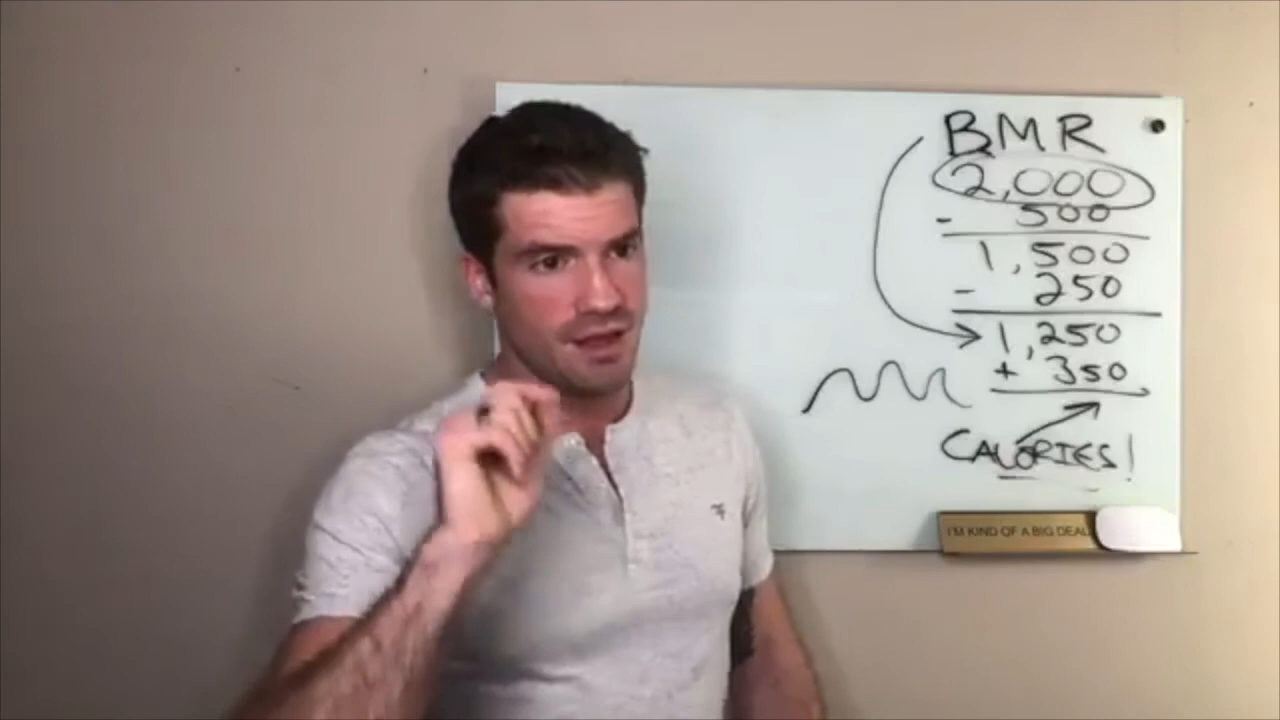 BMR
2,000
- 500
1,500
- 250
1,250
+ 350
CALORIES!
I'M KIND OF A BIG DEAL